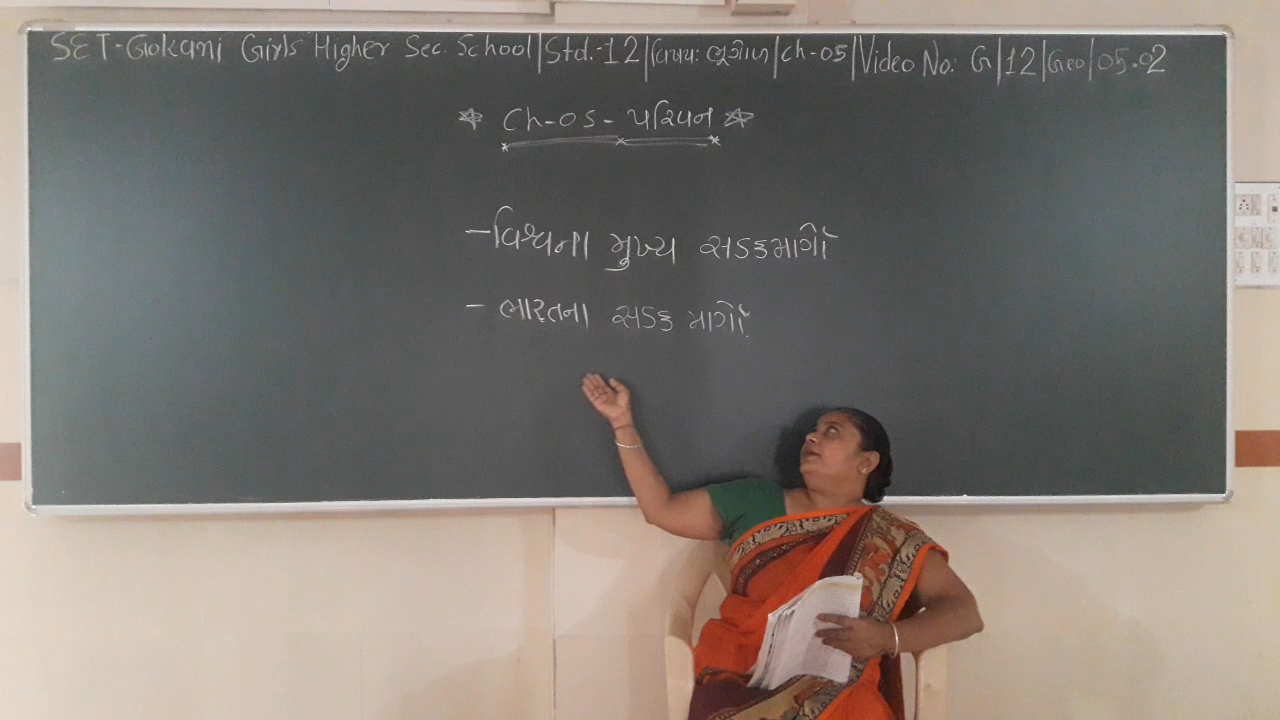 SET-Gokani Girls Higher Sec. School | Std.-12 | વિષય: ભૂગોળ | Ch-05 | Video No: G|12|Geo|05.02
Ch-05 - પરિવહન
- વિશ્વના મુખ્ય સડકમાર્ગો
- ભારતના સડક માર્ગો